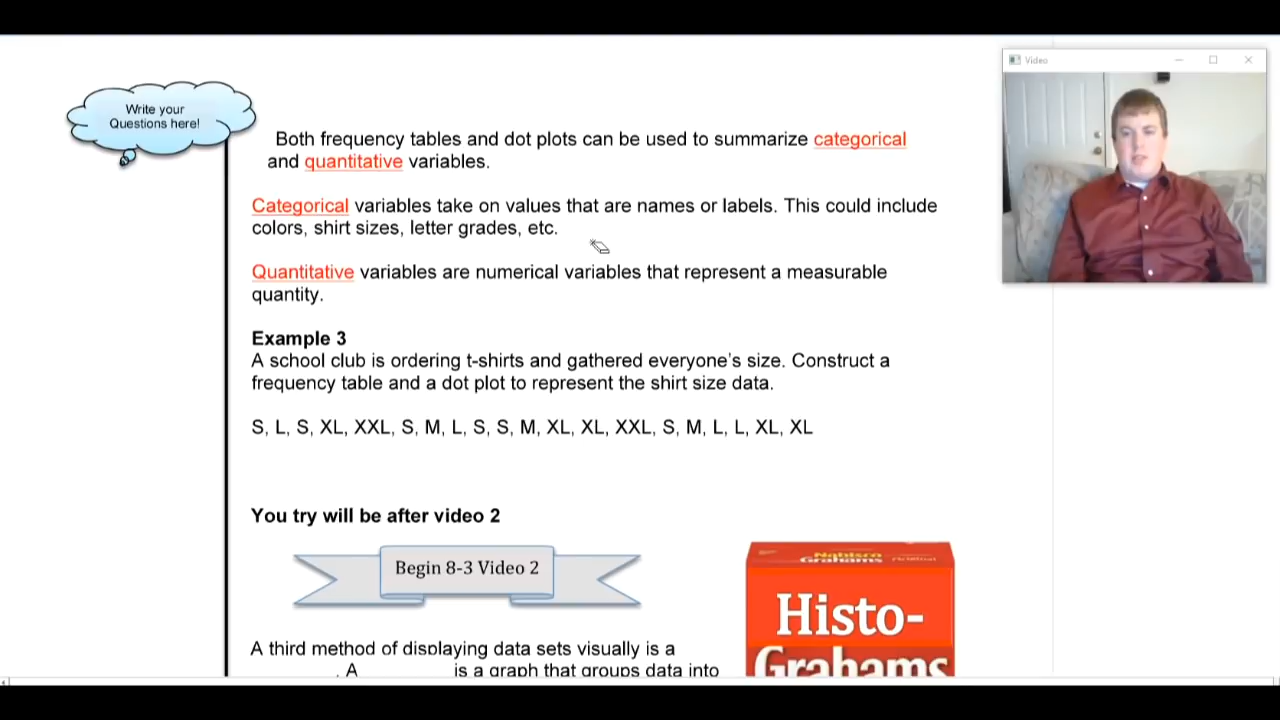 Write your
Questions here!
Video
Both frequency tables and dot plots can be used to summarize categorical
and quantitative variables.
Categorical variables take on values that are names or labels. This could include
colors, shirt sizes, letter grades, etc.
Quantitative variables are numerical variables that represent a measurable
quantity.
Example 3
A school club is ordering t-shirts and gathered everyone's size. Construct a
frequency table and a dot plot to represent the shirt size data.
S, L, S, XL, XXL, S, M, L, S, S, M, XL, XL, XXL, S, M, L, L, XL, XL
You try will be after video 2
Begin 8-3 Video 2
Nabisco
Grahams
Histo-
Grahams
A third method of displaying data sets visually is a
. A is a graph that groups data into